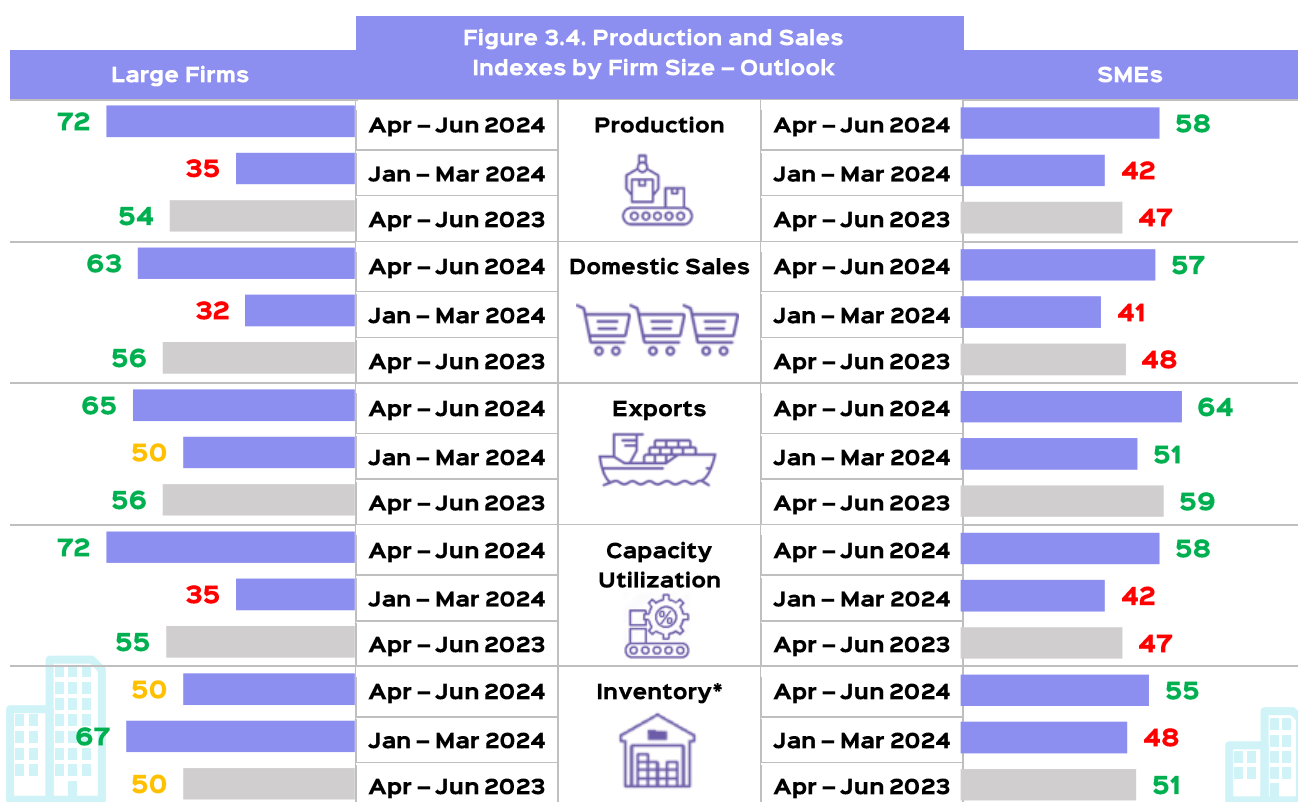 Figure 3.4. Production and Sales
Indexes by Firm Size – Outlook
Large Firms
SMEs
72 Apr – Jun 2024 Production Apr – Jun 2024 58
35 Jan – Mar 2024 Jan – Mar 2024 42
54 Apr – Jun 2023 Apr – Jun 2023 47
63 Apr – Jun 2024 Domestic Sales Apr – Jun 2024 57
32 Jan – Mar 2024 Jan – Mar 2024 41
56 Apr – Jun 2023 Apr – Jun 2023 48
65 Apr – Jun 2024 Exports Apr – Jun 2024 64
50 Jan – Mar 2024 Jan – Mar 2024 51
56 Apr – Jun 2023 Apr – Jun 2023 59
72 Apr – Jun 2024 Capacity Apr – Jun 2024 58
Utilization
35 Jan – Mar 2024 % Jan – Mar 2024 42
55 Apr – Jun 2023 Apr – Jun 2023 47
50 Apr – Jun 2024 Inventory* Apr – Jun 2024 55
67 Jan – Mar 2024 Jan – Mar 2024 48
50 Apr – Jun 2023 Apr – Jun 2023 51